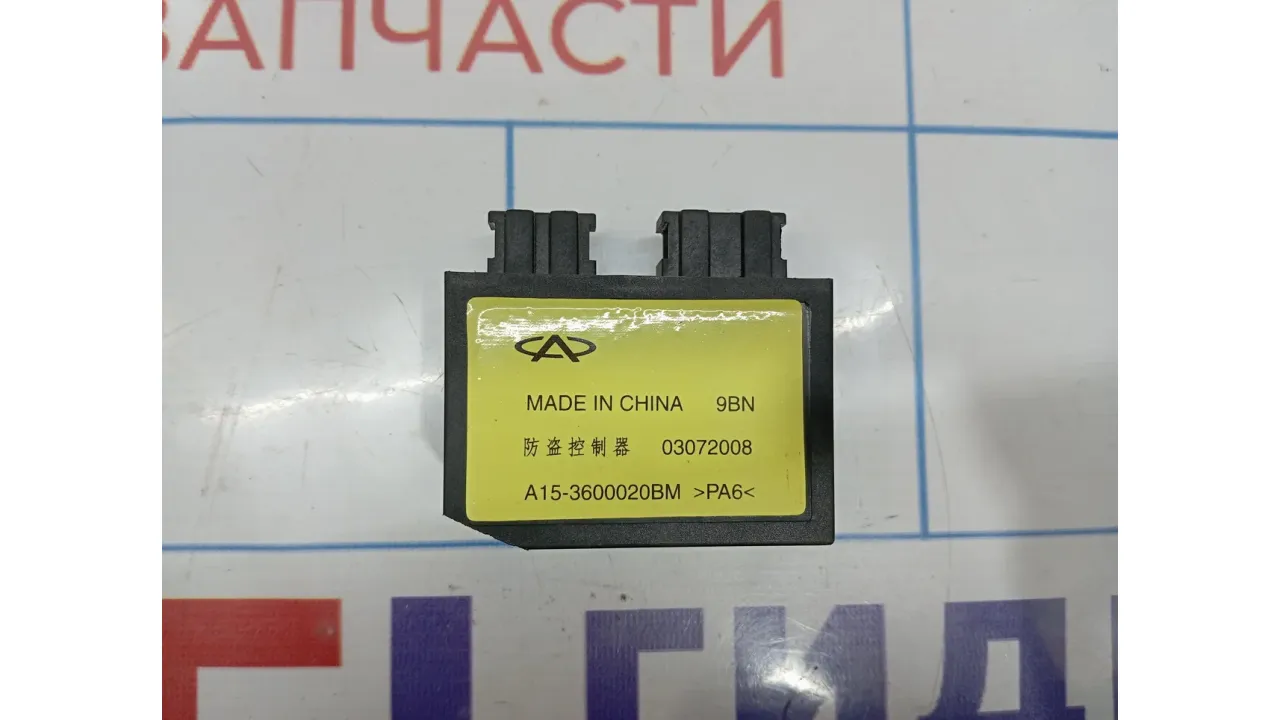 ЗАПЧАСТИ
MADE IN CHINA 9BN
防盗控制器 03072008
A15-3600020BM >PA6<